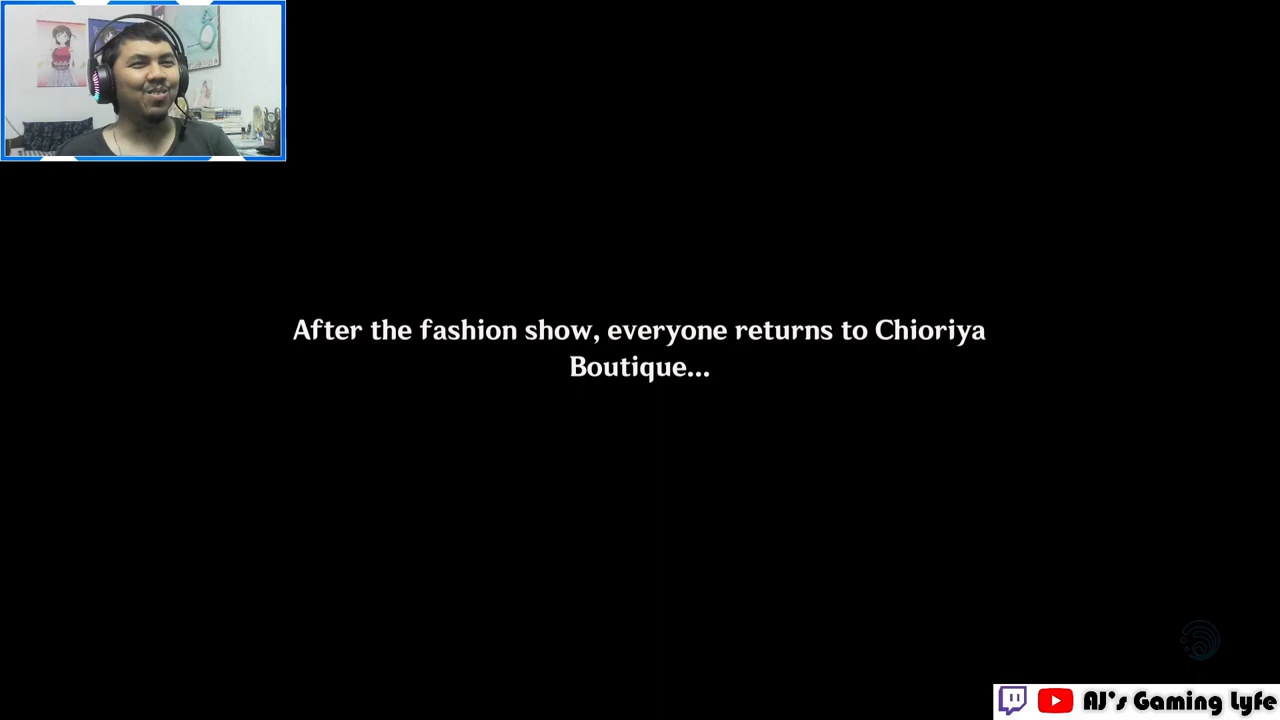 After the fashion show, everyone returns to Chioriya
Boutique...
AJ's Gaming Lyfe